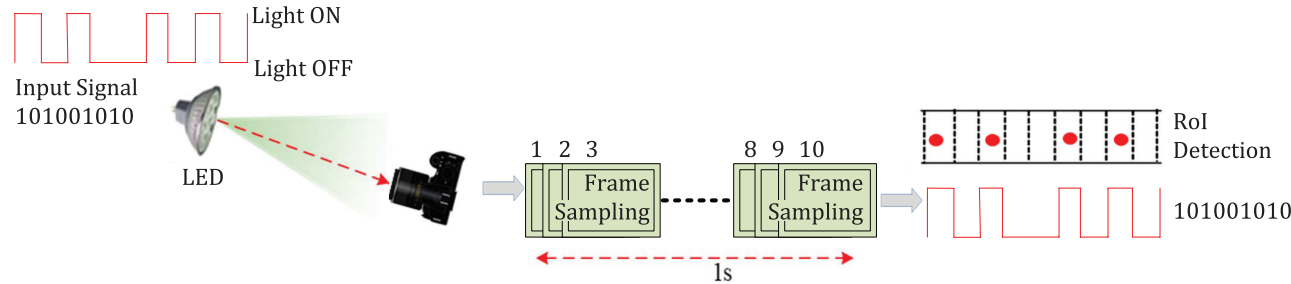 Light ON
Light OFF
Input Signal
101001010
LED
1 2 3
Frame
Sampling
8 9 10
Frame
Sampling
1s
RoI
Detection
101001010